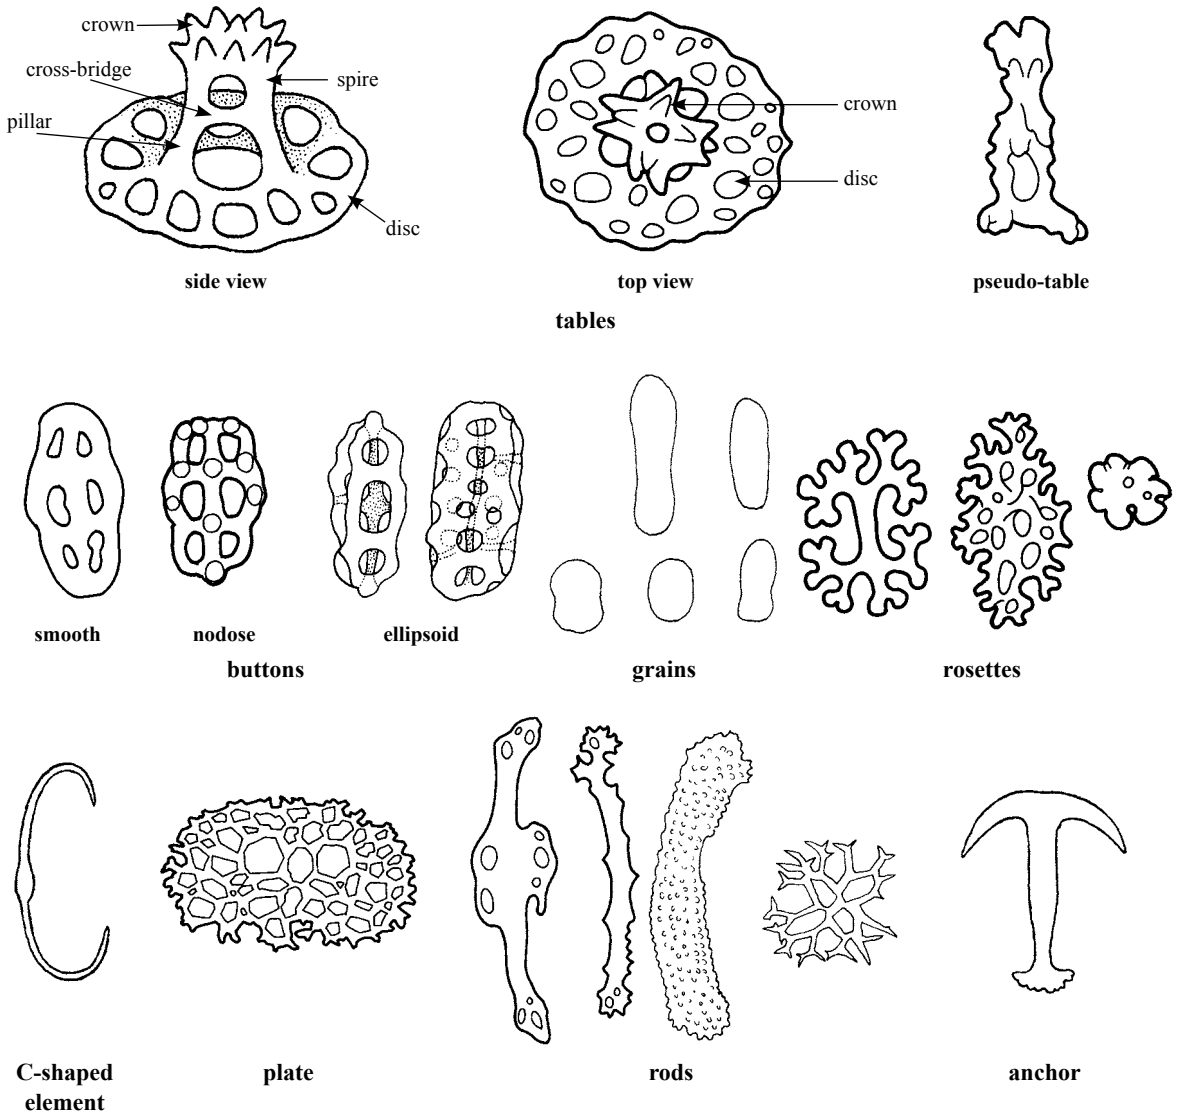 crown
cross-bridge
spire
pillar
disc
side view
crown
disc
top view
pseudo-table
tables
smooth
nodose
ellipsoid
buttons
grains
rosettes
C-shaped
element
plate
rods
anchor